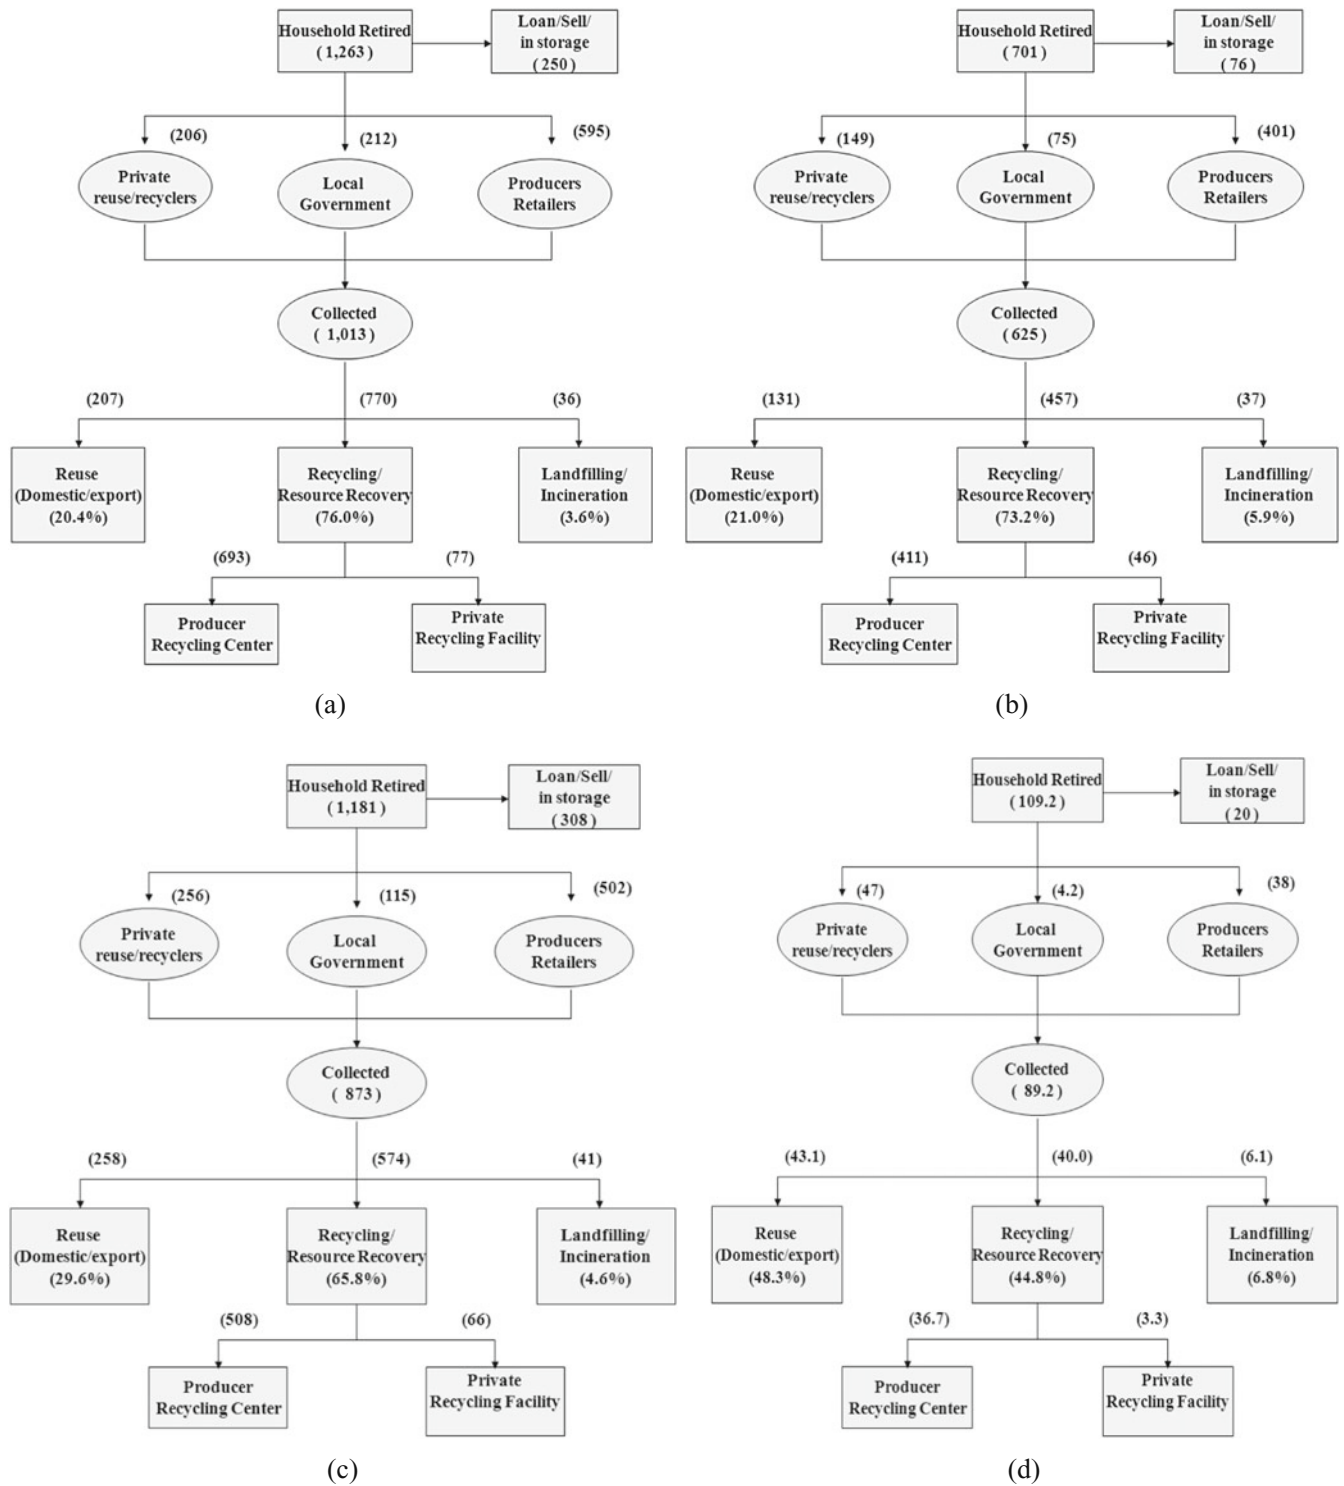 Household Retired
( 1,263)
Loan/Sell/
in storage
( 250 )
(206)
(212)
(595)
Private
reuse/recyclers
Local
Government
Producers
Retailers
Collected
( 1,013)
(207)
(770)
(36)
Reuse
(Domestic/export)
(20.4%)
Recycling/
Resource Recovery
(76.0%)
Landfilling/
Incineration
(3.6%)
(693)
(77)
Producer
Recycling Center
Private
Recycling Facility
(a)
Household Retired
( 701 )
Loan/Sell/
in storage
( 76 )
(149)
(75)
(401)
Private
reuse/recyclers
Local
Government
Producers
Retailers
Collected
( 625 )
(131)
(457)
(37)
Reuse
(Domestic/export)
(21.0%)
Recycling/
Resource Recovery
(73.2%)
Landfilling/
Incineration
(5.9%)
(411)
(46)
Producer
Recycling Center
Private
Recycling Facility
(b)
Household Retired
( 1,181 )
Loan/Sell/
in storage
( 308 )
(256)
(115)
(502)
Private
reuse/recyclers
Local
Government
Producers
Retailers
Collected
( 873 )
(258)
(574)
(41)
Reuse
(Domestic/export)
(29.6%)
Recycling/
Resource Recovery
(65.8%)
Landfilling/
Incineration
(4.6%)
(508)
(66)
Producer
Recycling Center
Private
Recycling Facility
(c)
Household Retired
( 109.2 )
Loan/Sell/
in storage
( 20 )
(47)
(4.2)
(38)
Private
reuse/recyclers
Local
Government
Producers
Retailers
Collected
( 89.2 )
(43.1)
(40.0)
(6.1)
Reuse
(Domestic/export)
(48.3%)
Recycling/
Resource Recovery
(44.8%)
Landfilling/
Incineration
(6.8%)
(36.7)
(3.3)
Producer
Recycling Center
Private
Recycling Facility
(d)